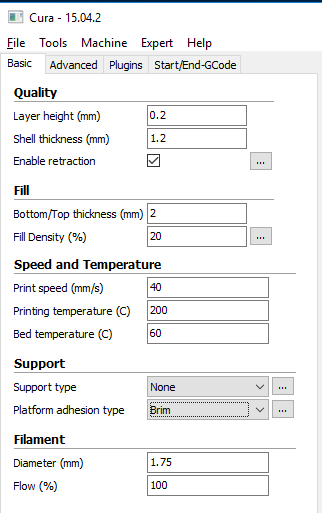 Cura - 15.04.2
File Tools Machine Expert Help
Basic Advanced Plugins Start/End-GCode
Quality
Layer height (mm) 0.2
Shell thickness (mm) 1.2
Enable retraction ...
Fill
Bottom/Top thickness (mm) 2
Fill Density (%) 20 ...
Speed and Temperature
Print speed (mm/s) 40
Printing temperature (C) 200
Bed temperature (C) 60
Support
Support type None ...
Platform adhesion type Brim ...
Filament
Diameter (mm) 1.75
Flow (%) 100